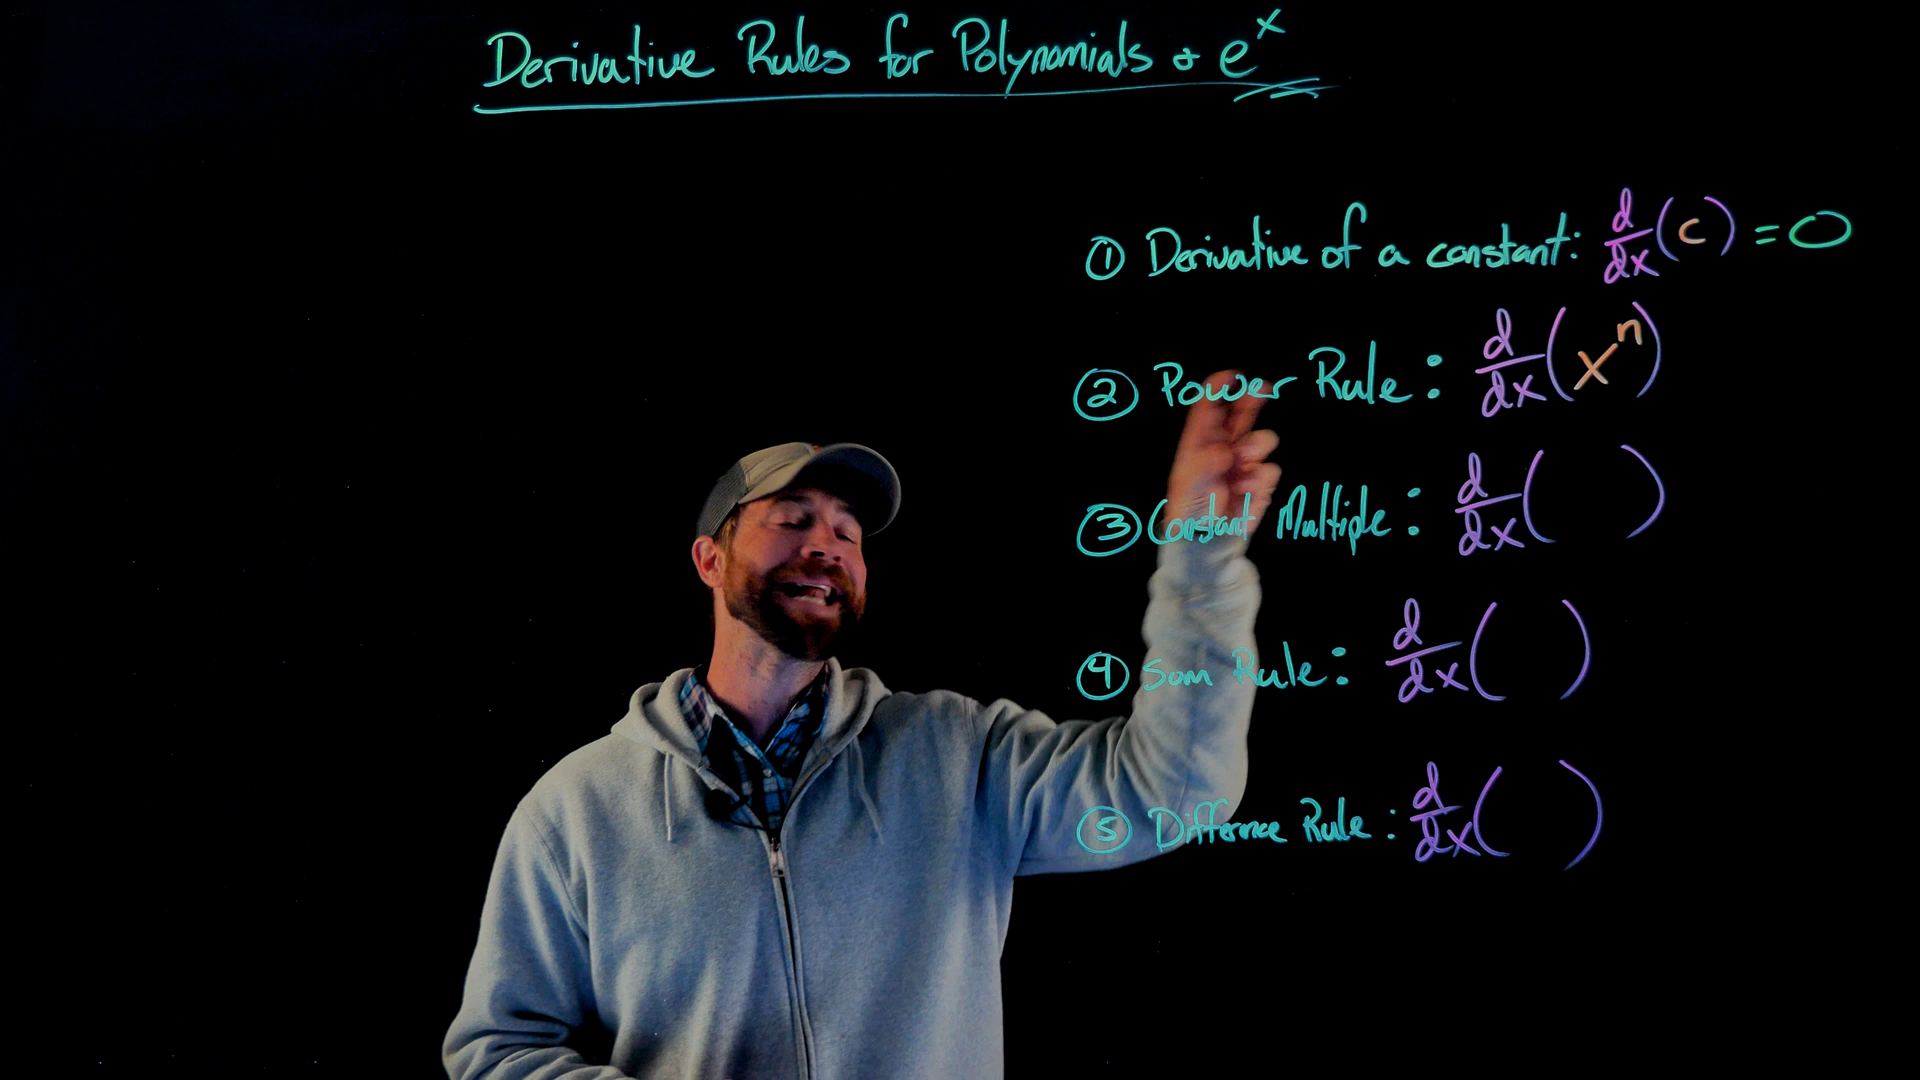 Derivative Rules for Polynomials + e^x
① Derivative of a constant: d/dx (c) = 0
② Power Rule: d/dx (x^n)
③ Constant Multiple: d/dx ( )
④ Sum Rule: d/dx ( )
⑤ Difference Rule: d/dx ( )